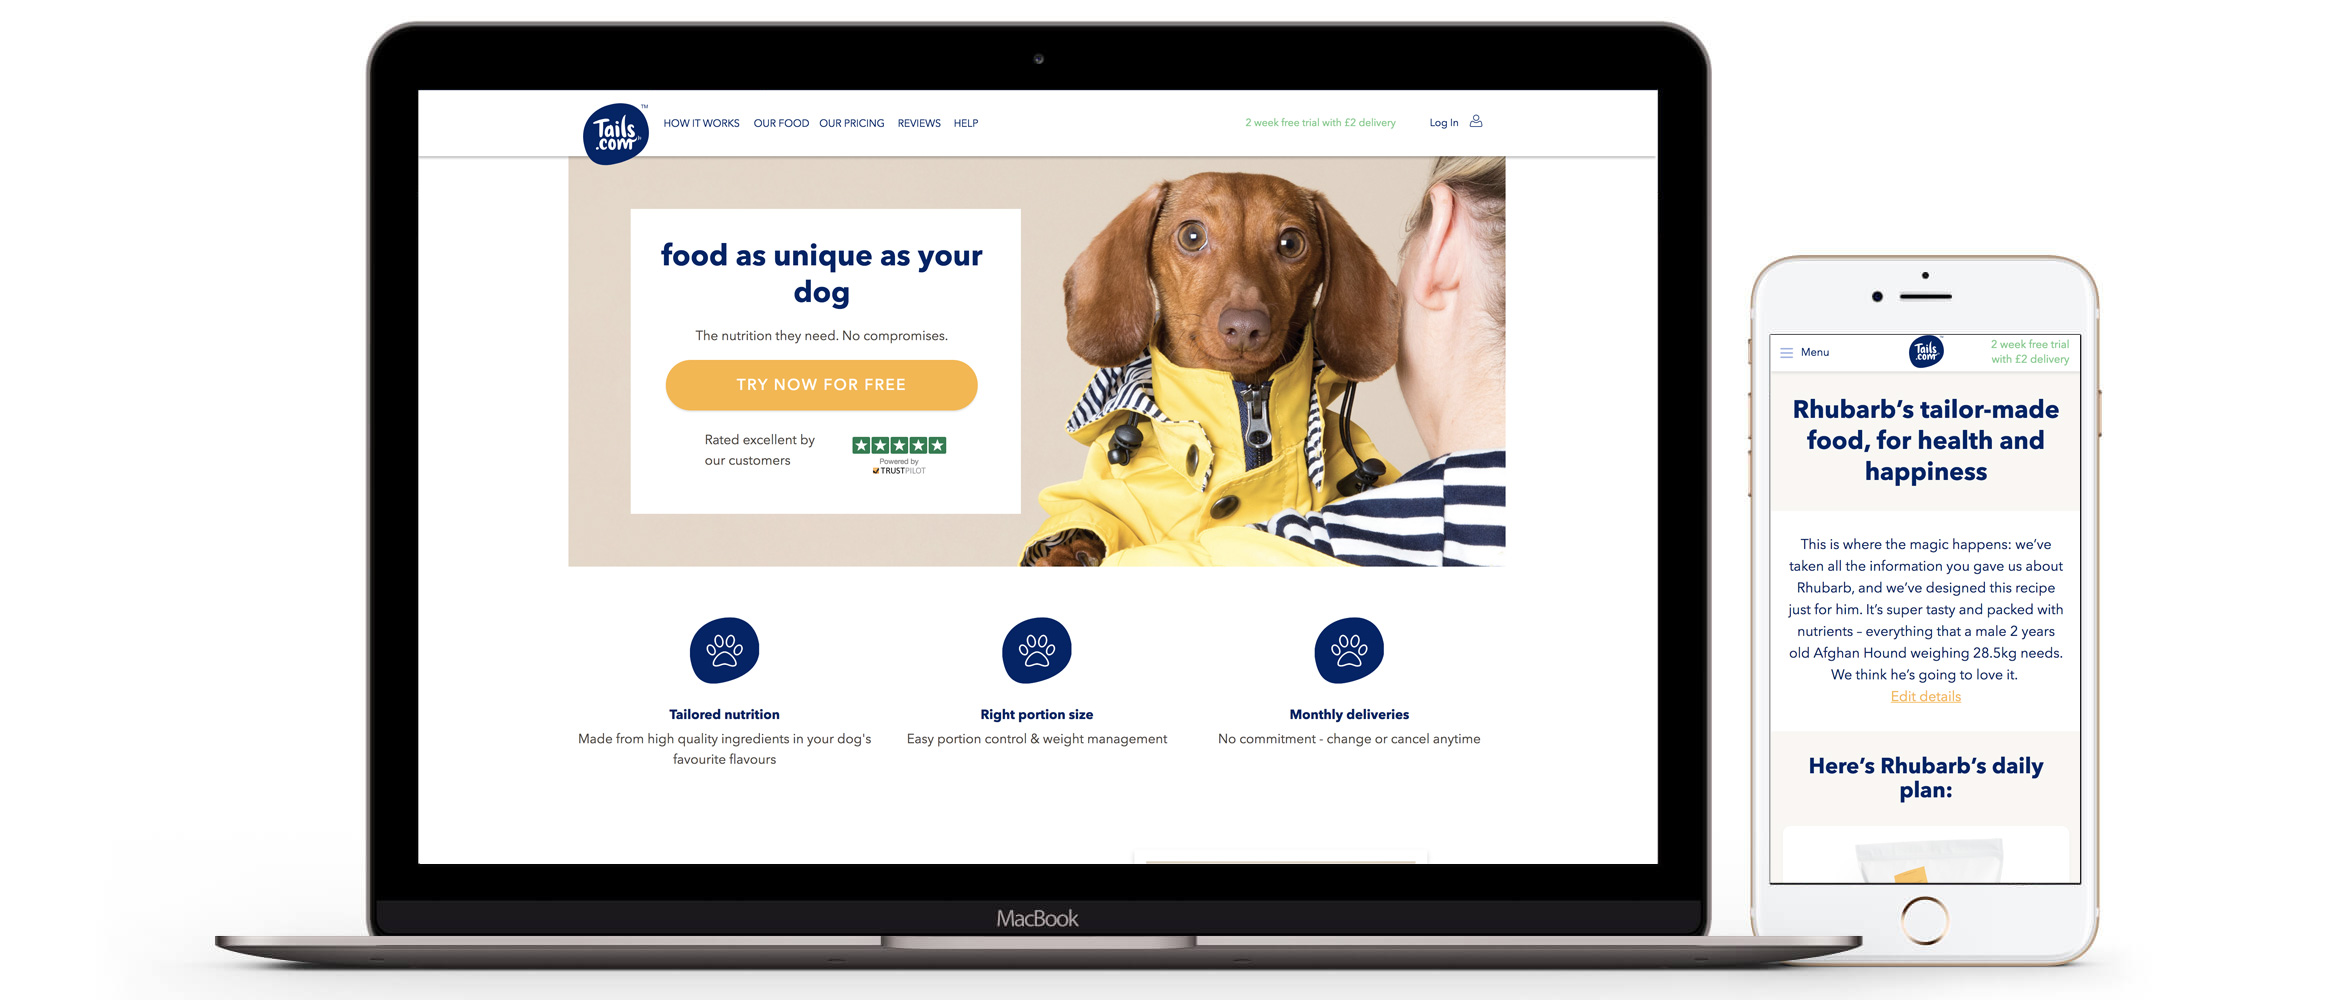 Tails
.com
TM
HOW IT WORKS OUR FOOD OUR PRICING REVIEWS HELP
2 week free trial with £2 delivery
Log In
food as unique as your
dog
The nutrition they need. No compromises.
TRY NOW FOR FREE
Rated excellent by
our customers
Powered by
TRUSTPILOT
Tailored nutrition
Made from high quality ingredients in your dog's
favourite flavours
Right portion size
Easy portion control & weight management
Monthly deliveries
No commitment - change or cancel anytime
MacBook
Menu
Tails
.com
2 week free trial
with £2 delivery
Rhubarb’s tailor-made
food, for health and
happiness
This is where the magic happens: we’ve
taken all the information you gave us about
Rhubarb, and we’ve designed this recipe
just for him. It’s super tasty and packed with
nutrients – everything that a male 2 years
old Afghan Hound weighing 28.5kg needs.
We think he’s going to love it.
Edit details
Here’s Rhubarb’s daily
plan: